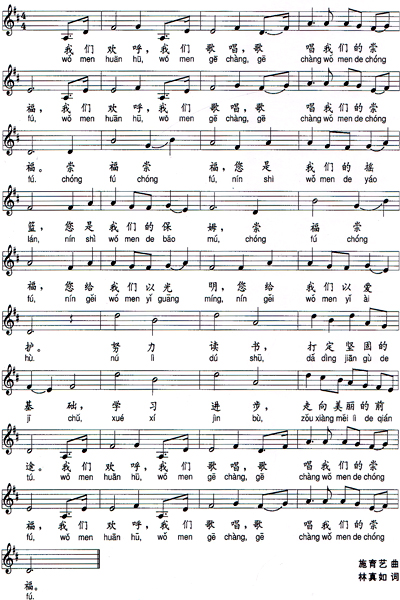 我们欢呼，我们歌唱，歌 唱我们的崇
wǒ men huān hū, wǒ men gē chàng, gē chàng wǒ men de chóng
福，我们欢呼，我们歌唱，歌 唱我们的崇
fú, wǒ men huān hū, wǒ men gē chàng, gē chàng wǒ men de chóng
福。崇福崇 福，您是 我们的摇
fú. chóng fú chóng fú, nín shì wǒ men de yáo
篮，您是我们的保 姆，崇 福崇
lán, nín shì wǒ men de bǎo mǔ, chóng fú chóng
福，您给我们以光 明，您给 我们以爱
fú, nín gěi wǒ men yǐ guāng míng, nín gěi wǒ men yǐ ài
护。 努力 读书，打定坚固的
hù. nǔ lì dú shū, dǎ dìng jiān gù de
基 础，学习 进步，走向美丽的前
jī chǔ, xué xí jìn bù, zǒu xiàng měi lì de qián
途。我们欢呼，我们歌唱，歌 唱我们的崇
tú. wǒ men huān hū, wǒ men gē chàng, gē chàng wǒ men de chóng
福，我们欢呼，我们歌唱，歌 唱我们的崇
fú, wǒ men huān hū, wǒ men gē chàng, gē chàng wǒ men de chóng
福。
fú.
施育艺 曲
林真如 词